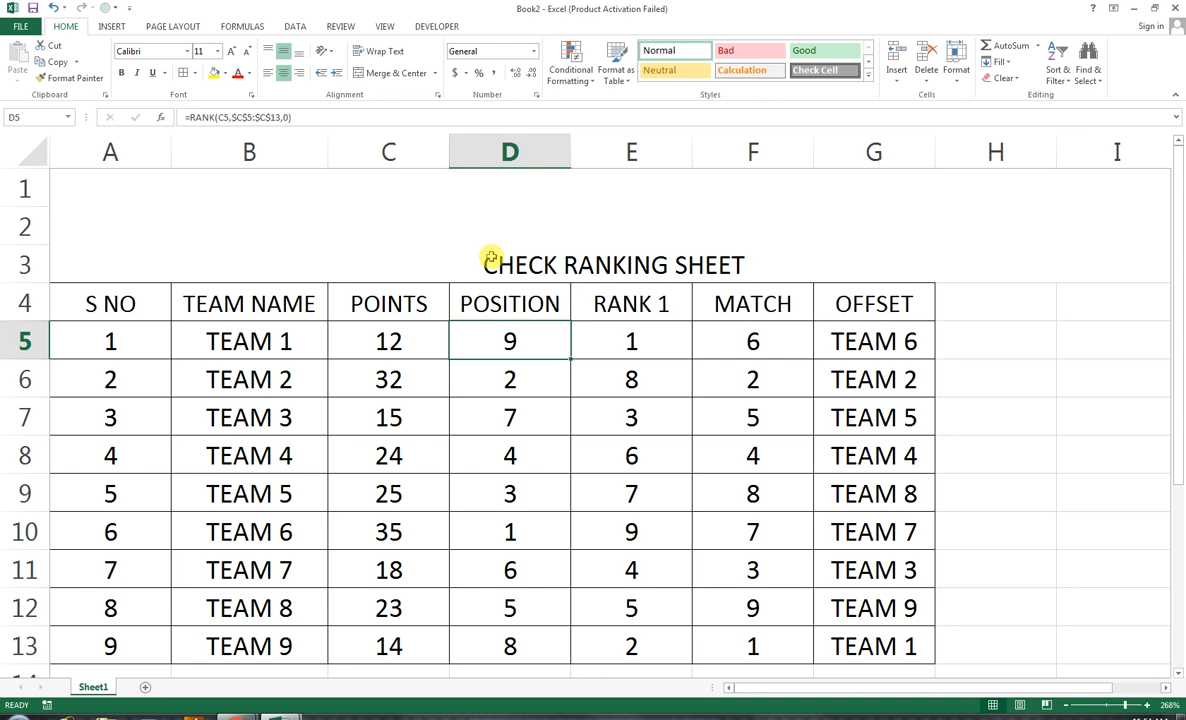 Book2 - Excel (Product Activation Failed)
FILE HOME INSERT PAGE LAYOUT FORMULAS DATA REVIEW VIEW DEVELOPER Sign in
Paste
Cut
Copy
Format Painter
Clipboard
Calibri 11
B I U
Font
Wrap Text
Merge & Center
Alignment
General
$ % ,
Number
Conditional Formatting
Format as Table
Normal Bad Good
Neutral Calculation Check Cell
Styles
Insert Delete Format
Cells
AutoSum
Fill
Clear
Sort & Filter
Find & Select
Editing
D5 fx =RANK(C5,$C$5:$C$13,0)
A B C D E F G H I
1
2
3 CHECK RANKING SHEET
4 S NO TEAM NAME POINTS POSITION RANK 1 MATCH OFFSET
5 1 TEAM 1 12 9 1 6 TEAM 6
6 2 TEAM 2 32 2 8 2 TEAM 2
7 3 TEAM 3 15 7 3 5 TEAM 5
8 4 TEAM 4 24 4 6 4 TEAM 4
9 5 TEAM 5 25 3 7 8 TEAM 8
10 6 TEAM 6 35 1 9 7 TEAM 7
11 7 TEAM 7 18 6 4 3 TEAM 3
12 8 TEAM 8 23 5 5 9 TEAM 9
13 9 TEAM 9 14 8 2 1 TEAM 1
Sheet1
READY 268%